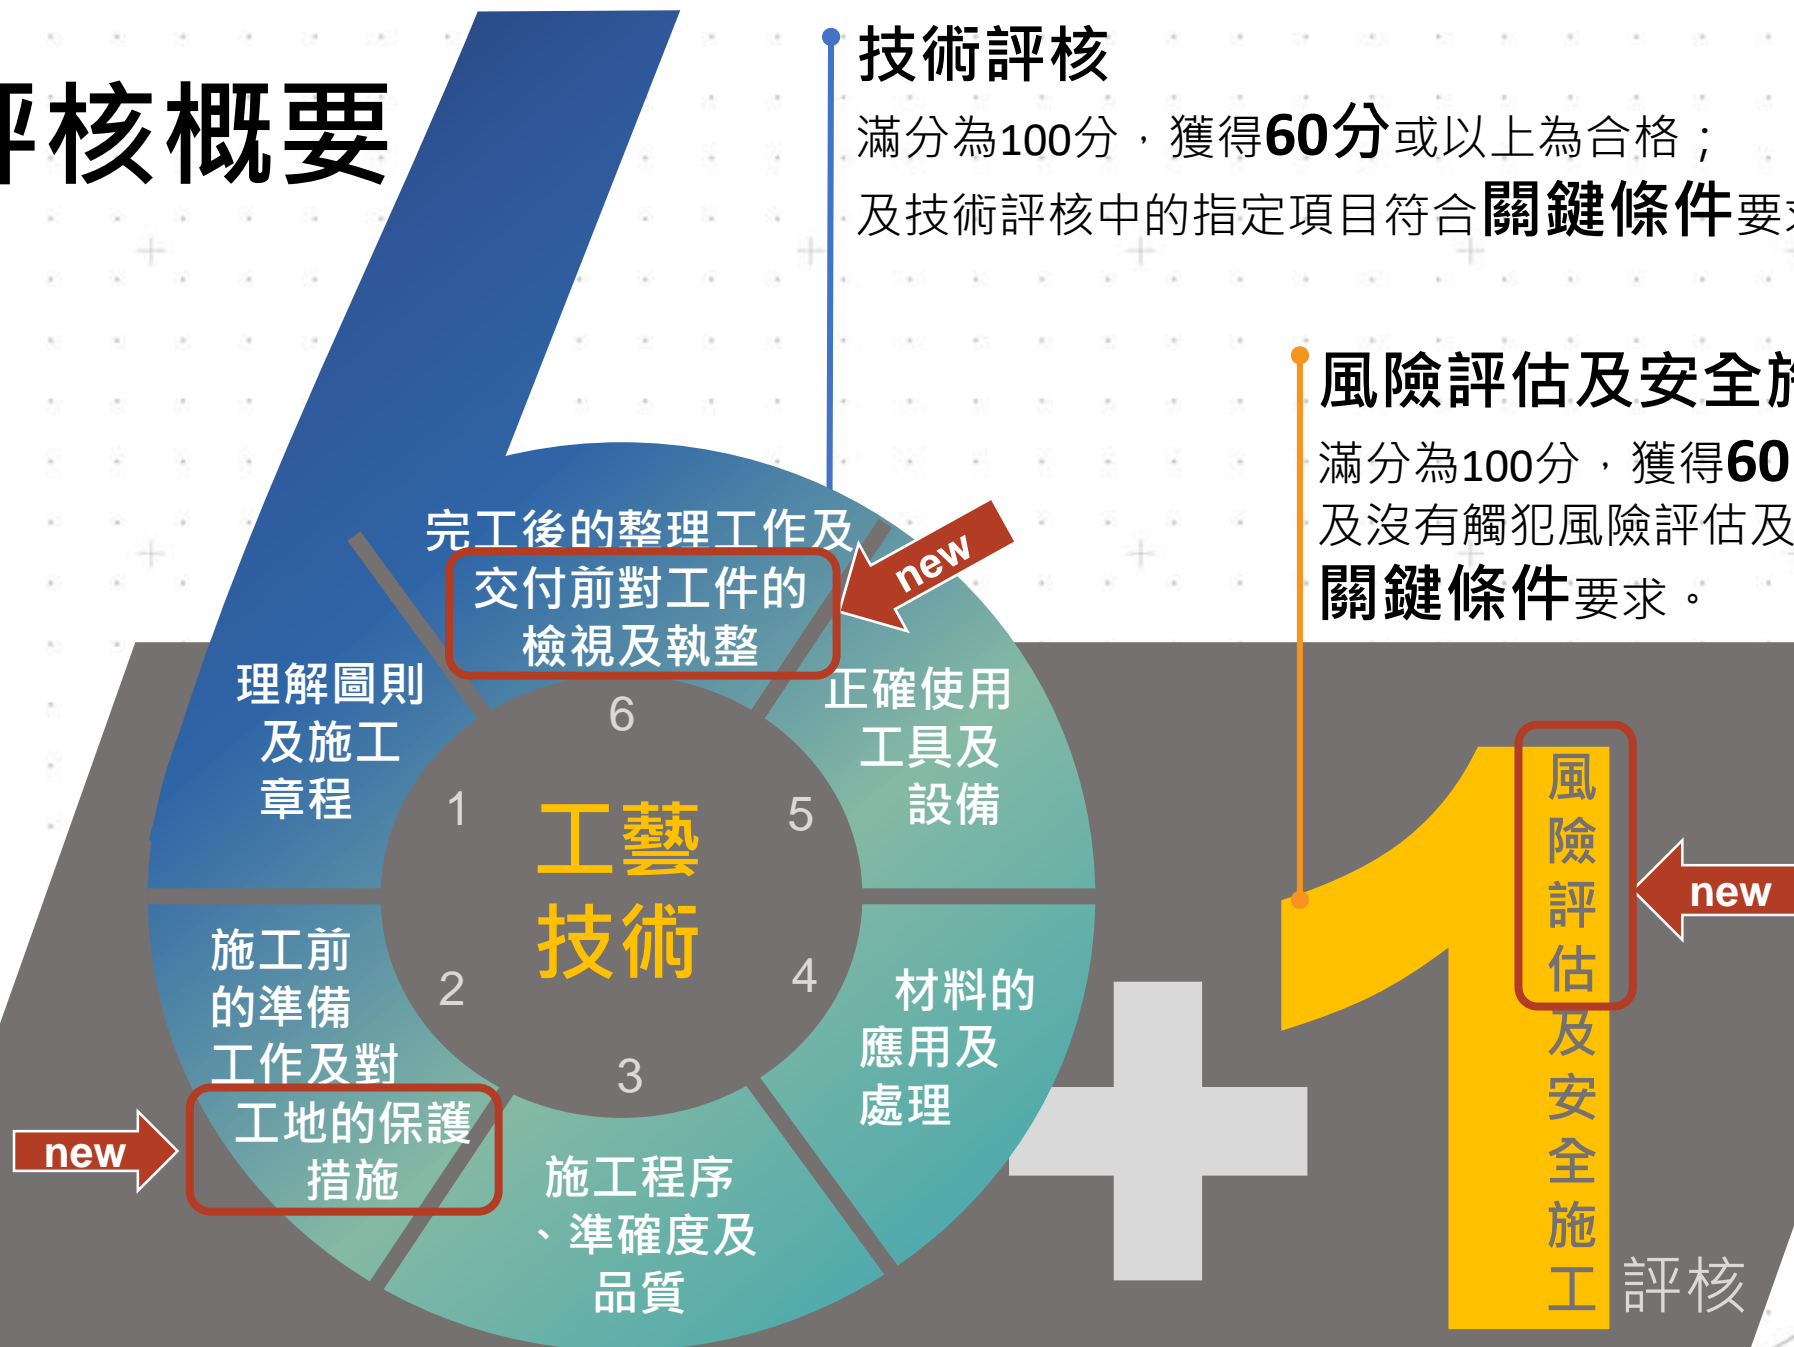 評核概要
技術評核
滿分為100分，獲得60分或以上為合格；
及技術評核中的指定項目符合關鍵條件要求
風險評估及安全施
滿分為100分，獲得60
及沒有觸犯風險評估及
關鍵條件要求。
完工後的整理工作及
交付前對工件的
檢視及執整
new
理解圖則
及施工
章程
正確使用
工具及
設備
6
1
5
工藝
技術
2
4
3
施工前
的準備
工作及對
工地的保護
措施
new
材料的
應用及
處理
施工程序
、準確度及
品質
風險評估及安全施工
new
評核